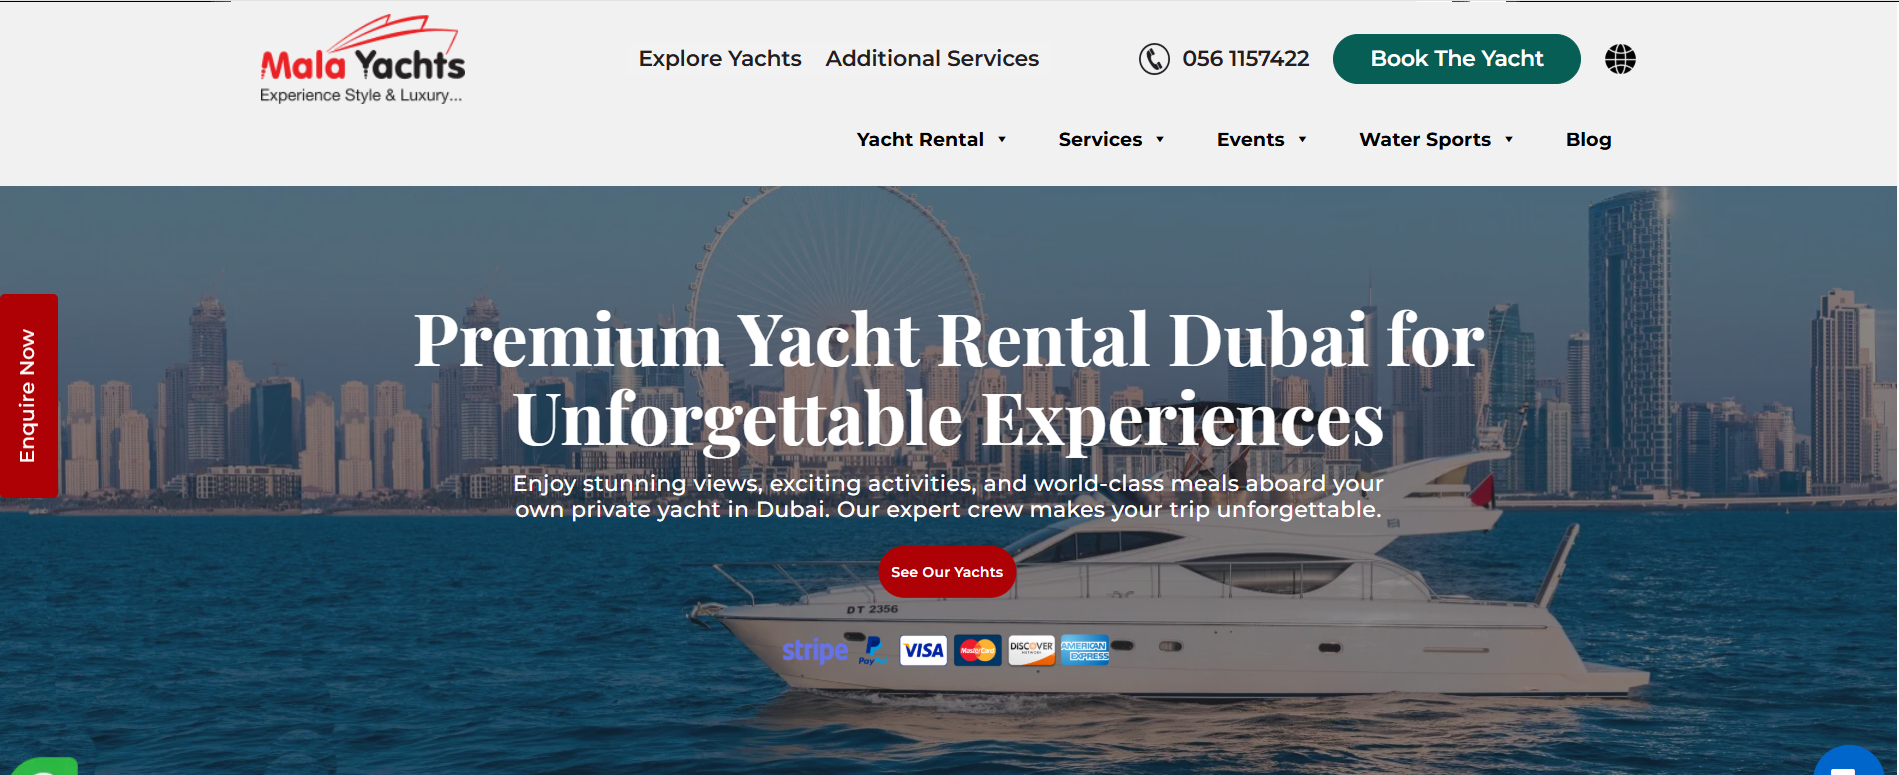 Mala Yachts
Experience Style & Luxury...
Explore Yachts
Additional Services
056 1157422
Book The Yacht
Yacht Rental
Services
Events
Water Sports
Blog
Enquire Now
Premium Yacht Rental Dubai for
Unforgettable Experiences
Enjoy stunning views, exciting activities, and world-class meals aboard your
own private yacht in Dubai. Our expert crew makes your trip unforgettable.
See Our Yachts
DT 2356
stripe
PayPal
VISA
MasterCard
DISCOVER
NETWORK
AMERICAN
EXPRESS